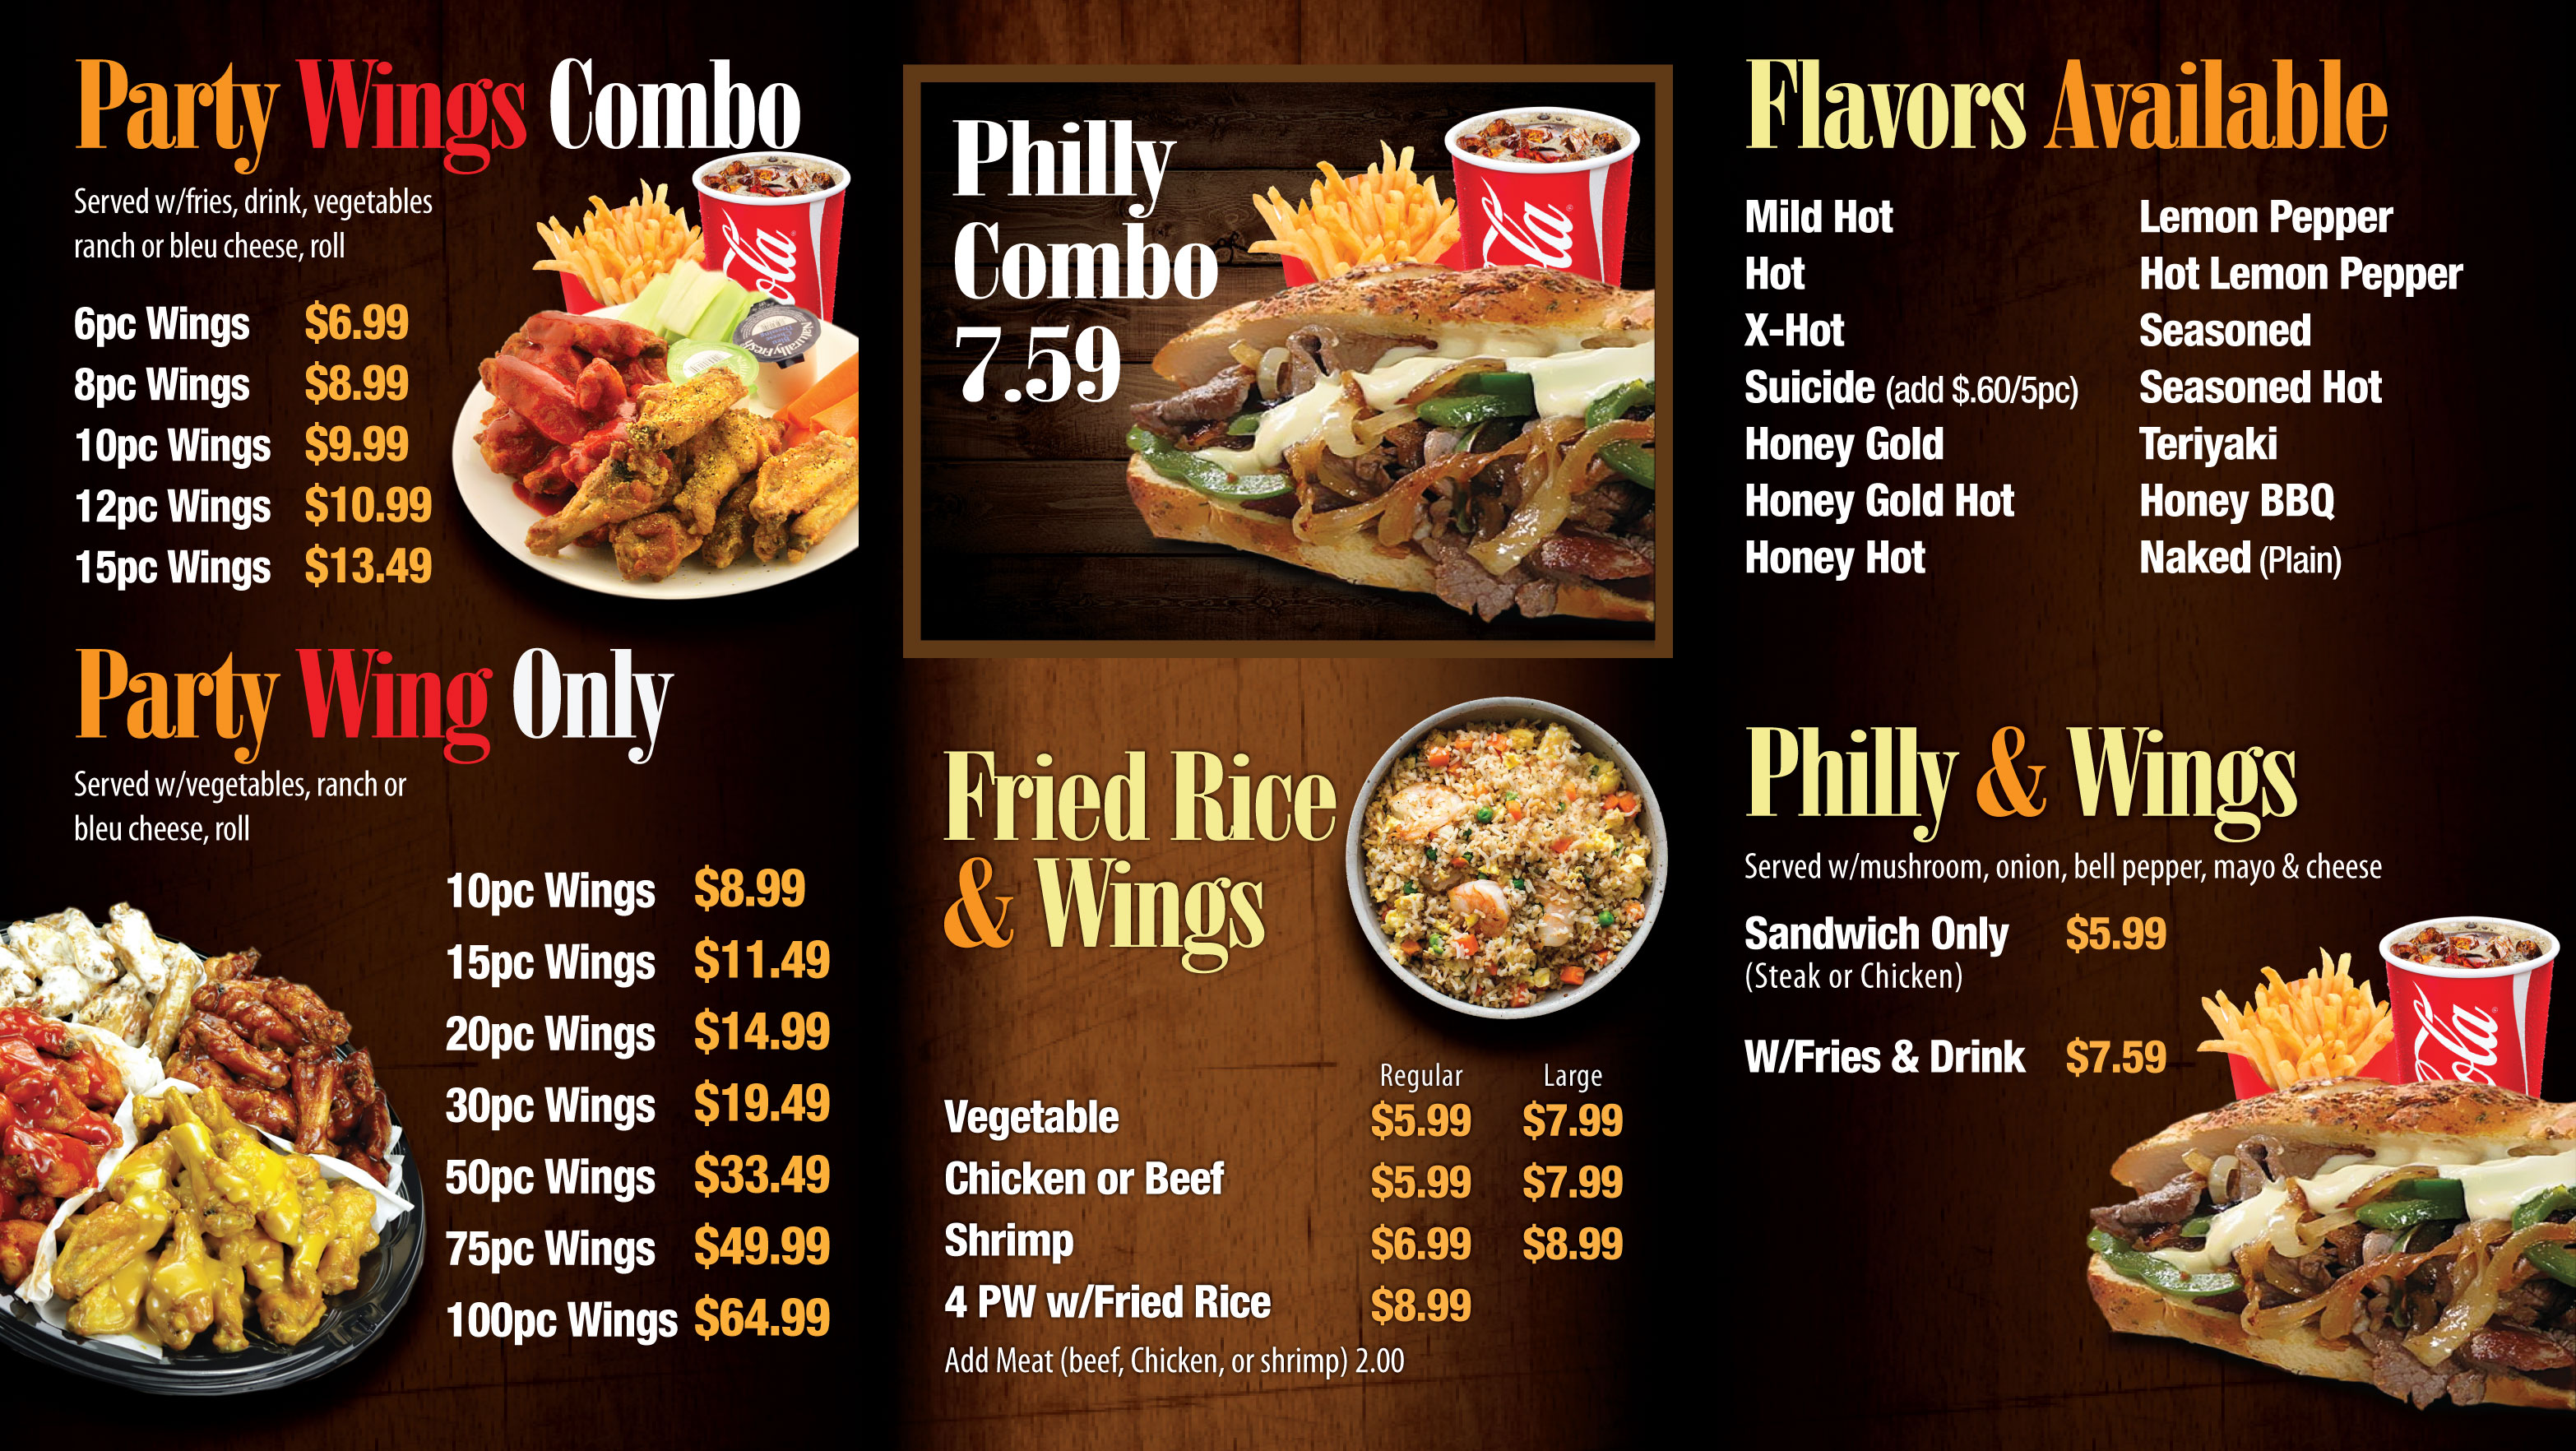 Party Wings Combo
Served w/fries, drink, vegetables
ranch or bleu cheese, roll
6pc Wings $6.99
8pc Wings $8.99
10pc Wings $9.99
12pc Wings $10.99
15pc Wings $13.49
Party Wing Only
Served w/vegetables, ranch or
bleu cheese, roll
10pc Wings $8.99
15pc Wings $11.49
20pc Wings $14.99
30pc Wings $19.49
50pc Wings $33.49
75pc Wings $49.99
100pc Wings $64.99
Naturally Fresh
Philly
Combo
7.59
Fried Rice
& Wings
Regular Large
Vegetable $5.99 $7.99
Chicken or Beef $5.99 $7.99
Shrimp $6.99 $8.99
4 PW w/Fried Rice $8.99
Add Meat (beef, Chicken, or shrimp) 2.00
Flavors Available
Mild Hot
Hot
X-Hot
Suicide (add $.60/5pc)
Honey Gold
Honey Gold Hot
Honey Hot
Lemon Pepper
Hot Lemon Pepper
Seasoned
Seasoned Hot
Teriyaki
Honey BBQ
Naked (Plain)
Philly & Wings
Served w/mushroom, onion, bell pepper, mayo & cheese
Sandwich Only $5.99
(Steak or Chicken)
W/Fries & Drink $7.59